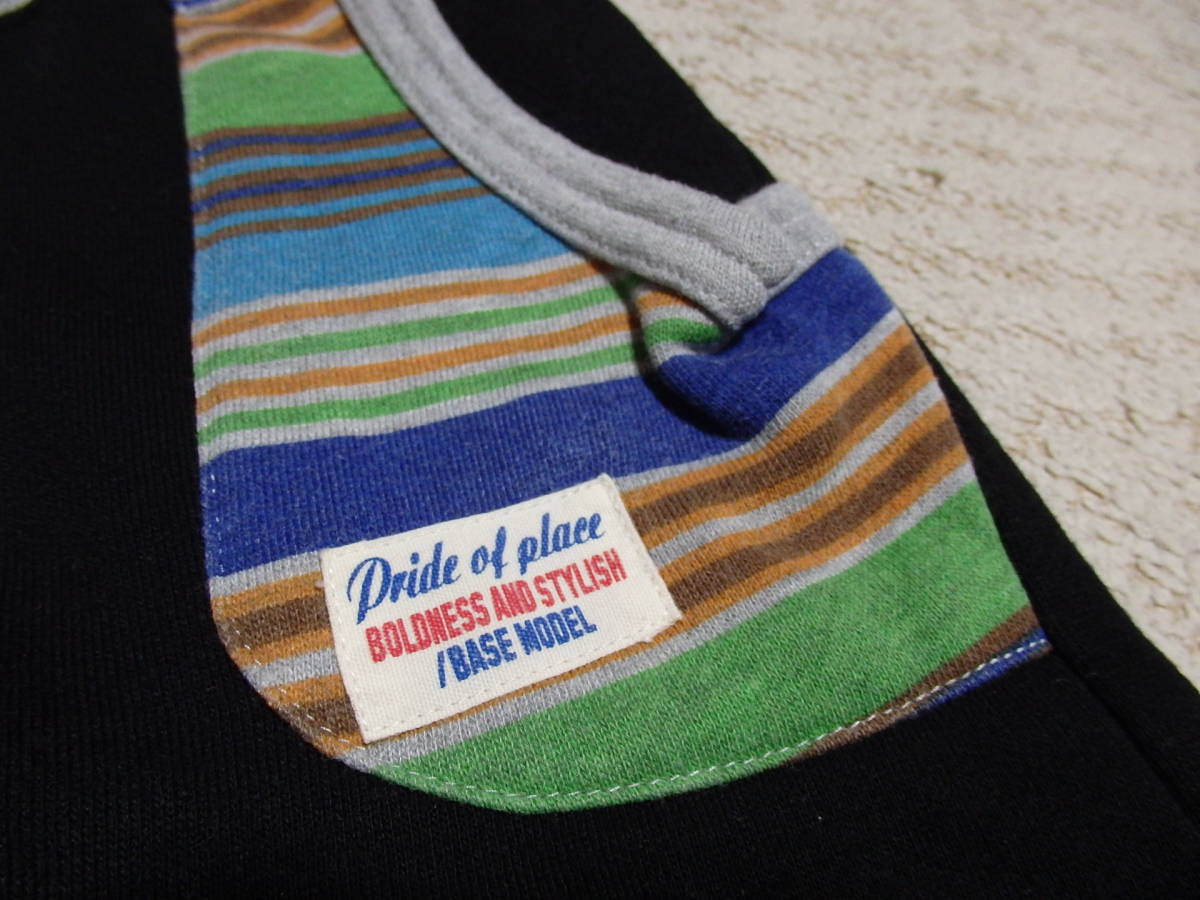 Pride of place
BOLDNESS AND STYLISH
/BASE MODEL